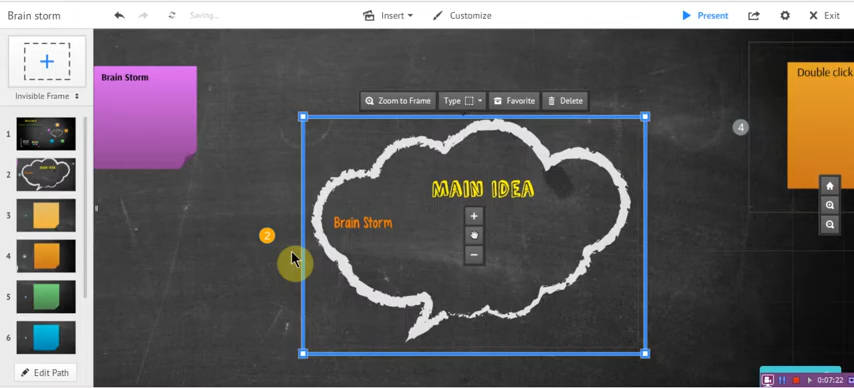 Brain storm
Saving...
Insert
Customize
Present
Exit
Invisible Frame
1
2
3
4
5
6
Edit Path
Brain Storm
Zoom to Frame
Type
Favorite
Delete
MAIN IDEA
Brain Storm
2
4
Double click
0:07:22